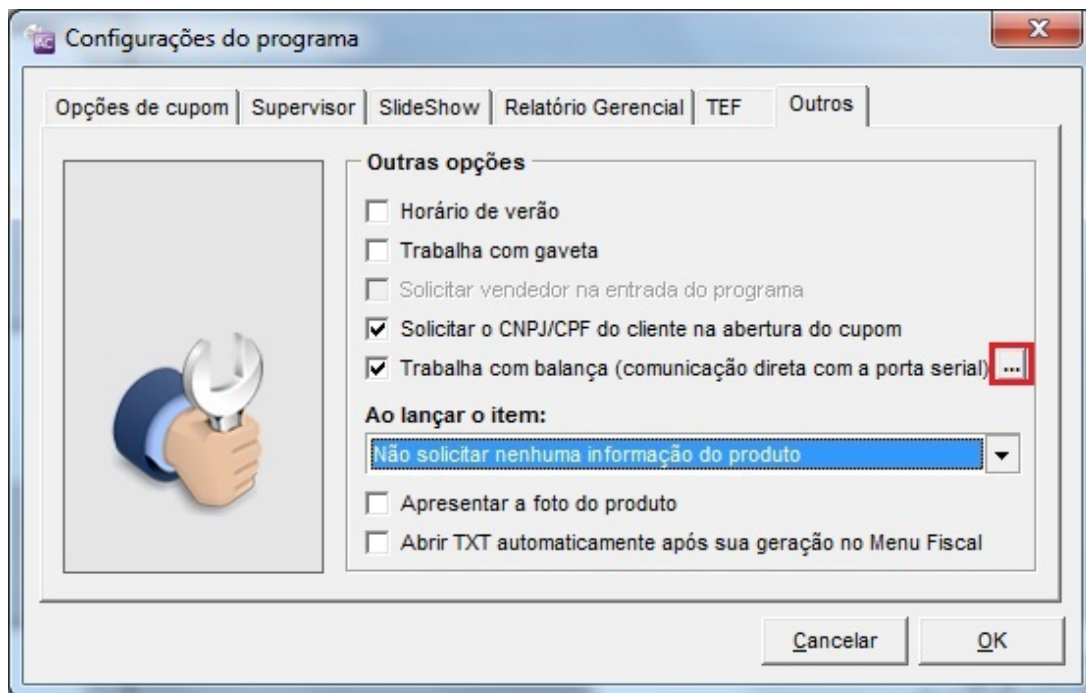 Configurações do programa
Opções de cupom
Supervisor
SlideShow
Relatório Gerencial
TEF
Outros
Outras opções
Horário de verão
Trabalha com gaveta
Solicitar vendedor na entrada do programa
Solicitar o CNPJ/CPF do cliente na abertura do cupom
Trabalha com balança (comunicação direta com a porta serial) ...
Ao lançar o item:
Não solicitar nenhuma informação do produto
Apresentar a foto do produto
Abrir TXT automaticamente após sua geração no Menu Fiscal
Cancelar
OK